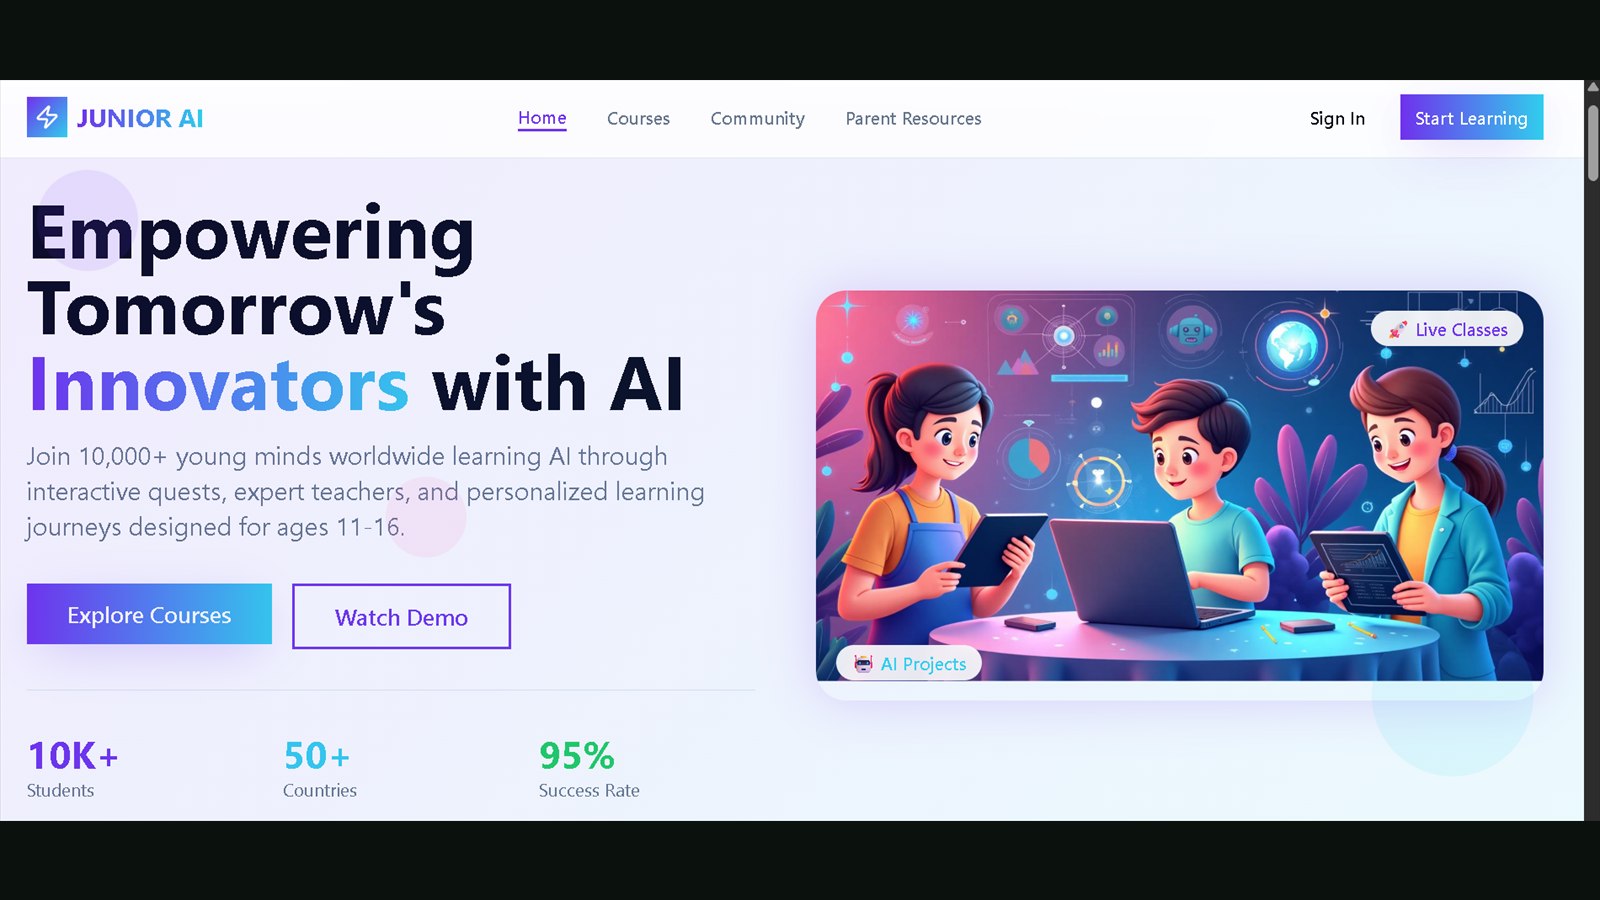 JUNIOR AI
Home
Courses
Community
Parent Resources
Sign In
Start Learning
Empowering
Tomorrow's
Innovators with AI
Join 10,000+ young minds worldwide learning AI through
interactive quests, expert teachers, and personalized learning
journeys designed for ages 11-16.
Explore Courses
Watch Demo
10K+
Students
50+
Countries
95%
Success Rate
Live Classes
AI Projects